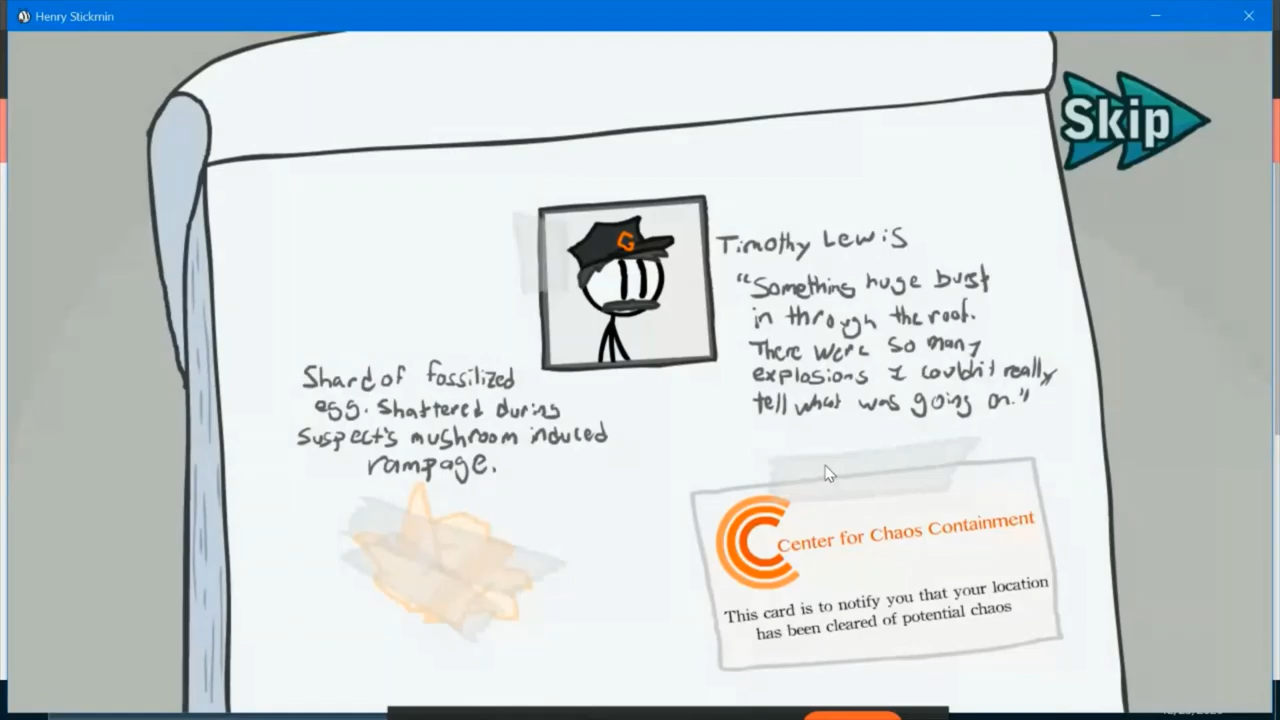 Henry Stickmin
Skip
G
Timothy Lewis
"Something huge burst
in through the roof.
There were so many
explosions I couldn't really
tell what was going on."
Shard of fossilized
egg. Shattered during
suspect's mushroom induced
rampage.
Center for Chaos Containment
This card is to notify you that your location
has been cleared of potential chaos